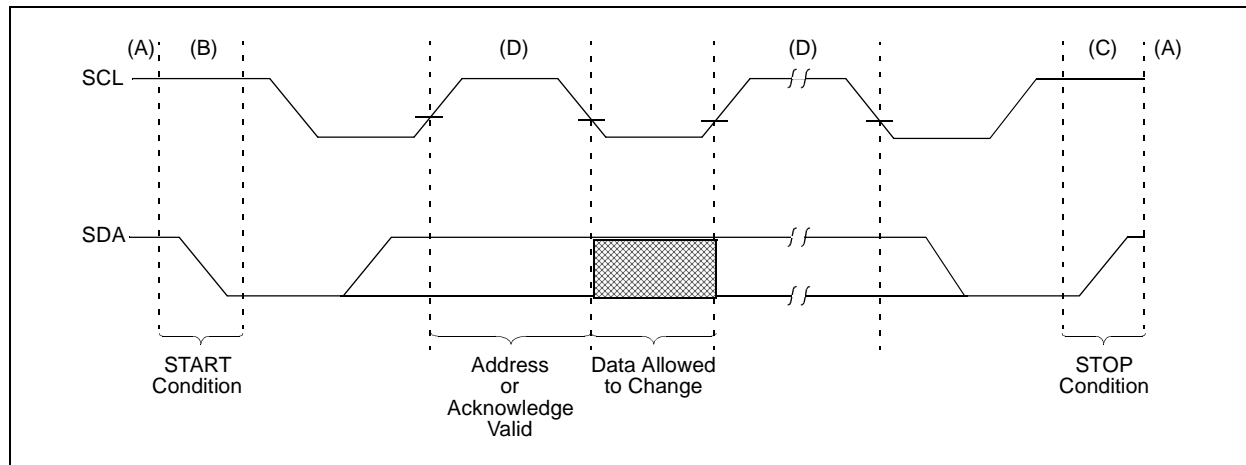 (A) (B) (D) (D) (C) (A)
SCL
SDA
START
Condition
Address
or
Acknowledge
Valid
Data Allowed
to Change
STOP
Condition